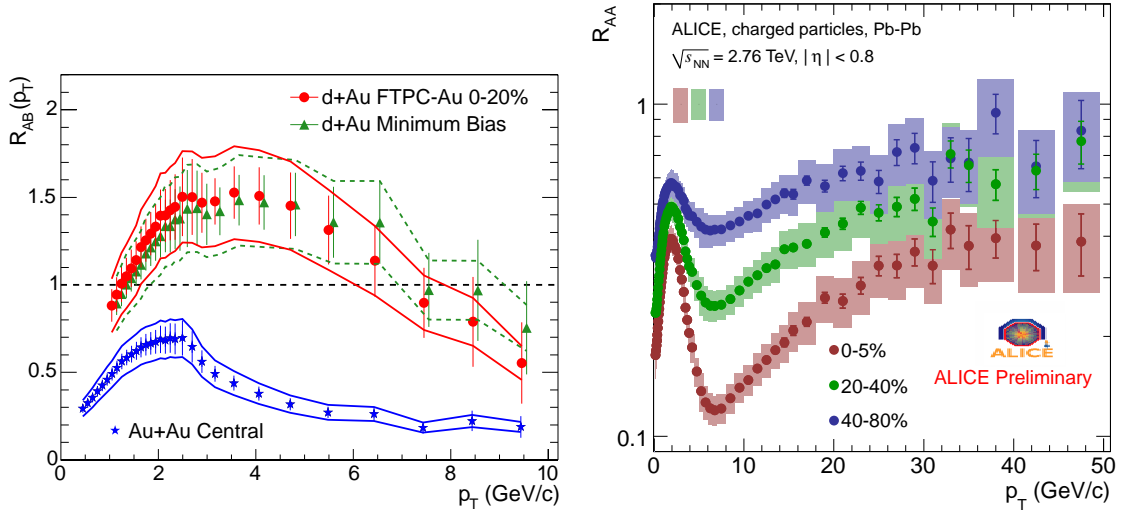 R_AB(p_T)
2
1.5
1
0.5
0
d+Au FTPC-Au 0-20%
d+Au Minimum Bias
Au+Au Central
0 2 4 6 8 10
p_T (GeV/c)
R_AA
1
0.1
ALICE, charged particles, Pb-Pb
√s_NN = 2.76 TeV, | η | < 0.8
0-5%
20-40%
40-80%
ALICE
ALICE Preliminary
0 10 20 30 40 50
p_T (GeV/c)